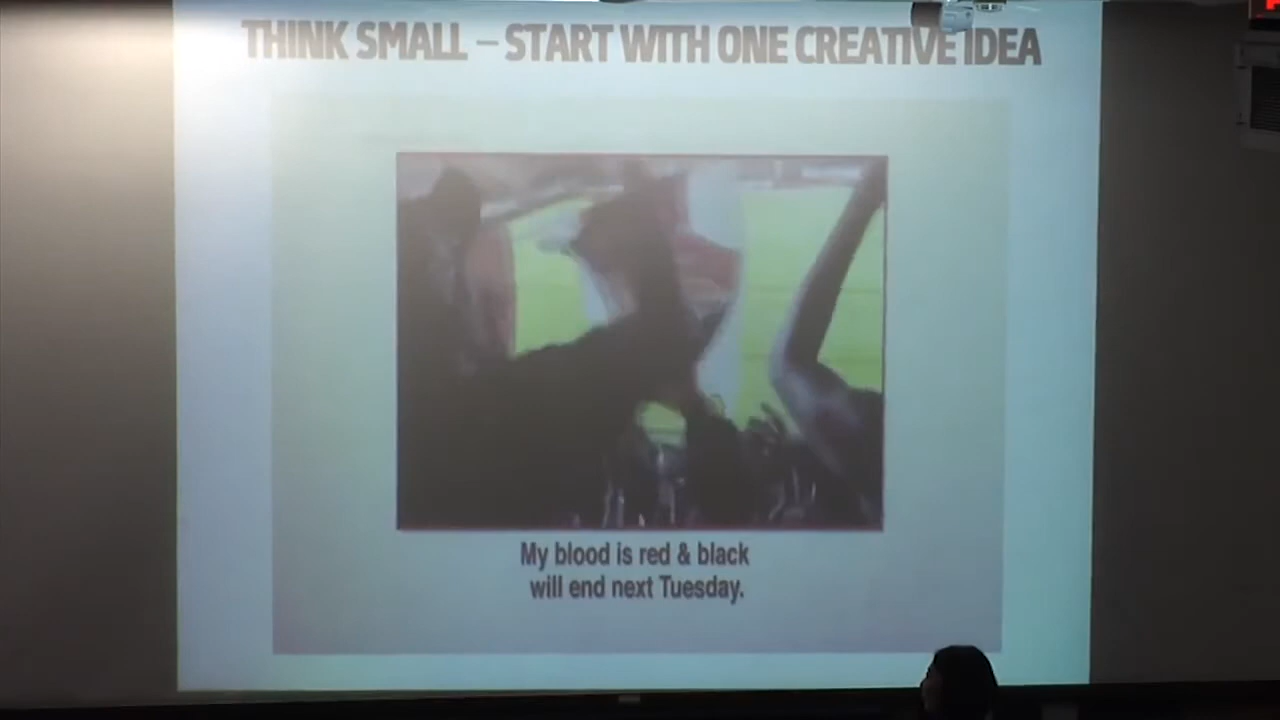 THINK SMALL – START WITH ONE CREATIVE IDEA
My blood is red & black
will end next Tuesday.